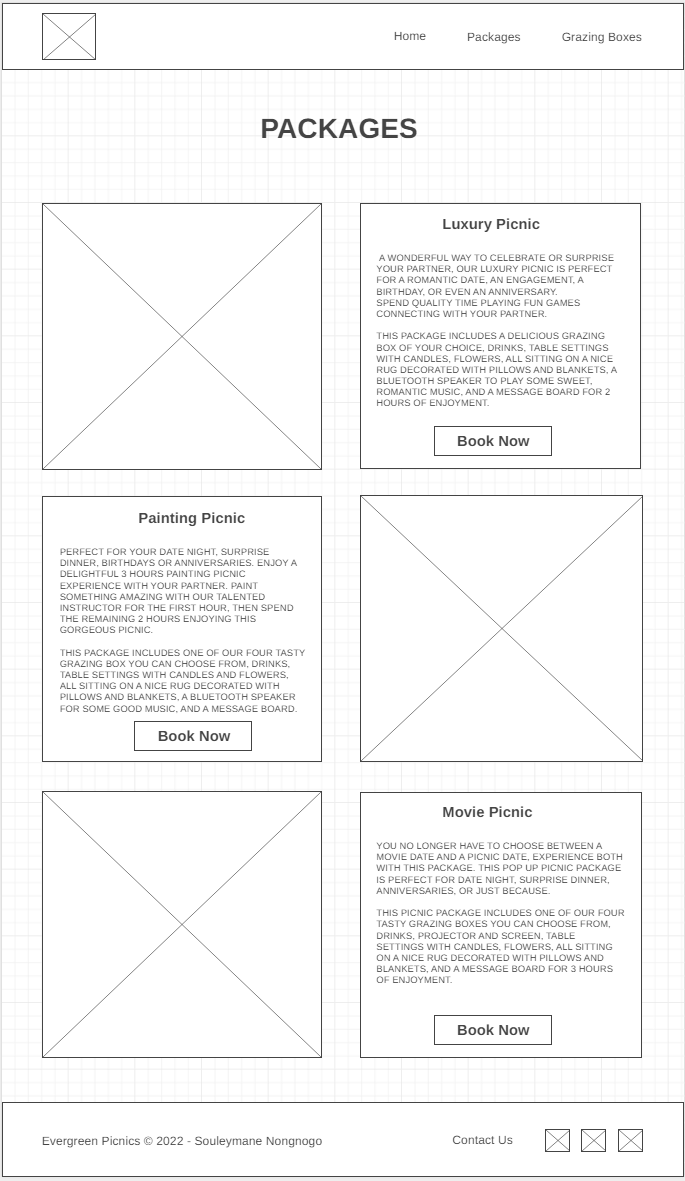 Home
Packages
Grazing Boxes
PACKAGES
Luxury Picnic
A WONDERFUL WAY TO CELEBRATE OR SURPRISE
YOUR PARTNER, OUR LUXURY PICNIC IS PERFECT
FOR A ROMANTIC DATE, AN ENGAGEMENT, A
BIRTHDAY, OR EVEN AN ANNIVERSARY.
SPEND QUALITY TIME PLAYING FUN GAMES
CONNECTING WITH YOUR PARTNER.
THIS PACKAGE INCLUDES A DELICIOUS GRAZING
BOX OF YOUR CHOICE, DRINKS, TABLE SETTINGS
WITH CANDLES, FLOWERS, ALL SITTING ON A NICE
RUG DECORATED WITH PILLOWS AND BLANKETS, A
BLUETOOTH SPEAKER TO PLAY SOME SWEET,
ROMANTIC MUSIC, AND A MESSAGE BOARD FOR 2
HOURS OF ENJOYMENT.
Book Now
Painting Picnic
PERFECT FOR YOUR DATE NIGHT, SURPRISE
DINNER, BIRTHDAYS OR ANNIVERSARIES. ENJOY A
DELIGHTFUL 3 HOURS PAINTING PICNIC
EXPERIENCE WITH YOUR PARTNER. PAINT
SOMETHING AMAZING WITH OUR TALENTED
INSTRUCTOR FOR THE FIRST HOUR, THEN SPEND
THE REMAINING 2 HOURS ENJOYING THIS
GORGEOUS PICNIC.
THIS PACKAGE INCLUDES ONE OF OUR FOUR TASTY
GRAZING BOX YOU CAN CHOOSE FROM, DRINKS,
TABLE SETTINGS WITH CANDLES AND FLOWERS,
ALL SITTING ON A NICE RUG DECORATED WITH
PILLOWS AND BLANKETS, A BLUETOOTH SPEAKER
FOR SOME GOOD MUSIC, AND A MESSAGE BOARD.
Book Now
Movie Picnic
YOU NO LONGER HAVE TO CHOOSE BETWEEN A
MOVIE DATE AND A PICNIC DATE, EXPERIENCE BOTH
WITH THIS PACKAGE. THIS POP UP PICNIC PACKAGE
IS PERFECT FOR DATE NIGHT, SURPRISE DINNER,
ANNIVERSARIES, OR JUST BECAUSE.
THIS PICNIC PACKAGE INCLUDES ONE OF OUR FOUR
TASTY GRAZING BOXES YOU CAN CHOOSE FROM,
DRINKS, PROJECTOR AND SCREEN, TABLE
SETTINGS WITH CANDLES, FLOWERS, ALL SITTING
ON A NICE RUG DECORATED WITH PILLOWS AND
BLANKETS, AND A MESSAGE BOARD FOR 3 HOURS
OF ENJOYMENT.
Book Now
Evergreen Picnics © 2022 - Souleymane Nongnogo
Contact Us